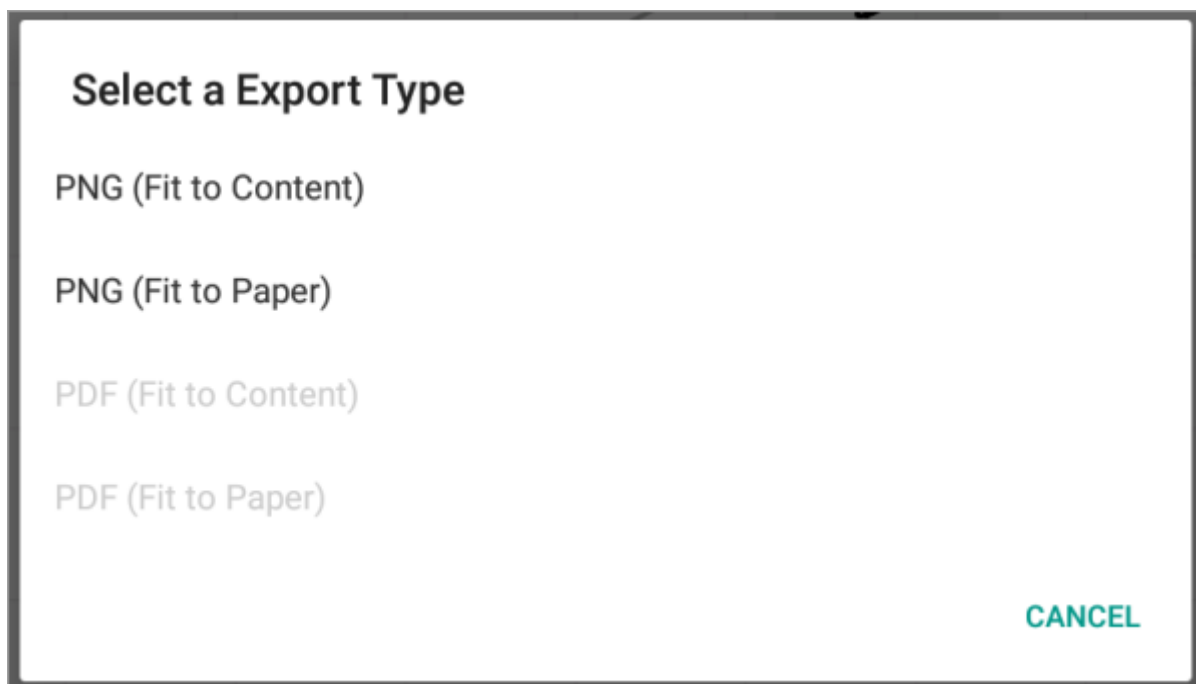 Select a Export Type
PNG (Fit to Content)
PNG (Fit to Paper)
PDF (Fit to Content)
PDF (Fit to Paper)
CANCEL